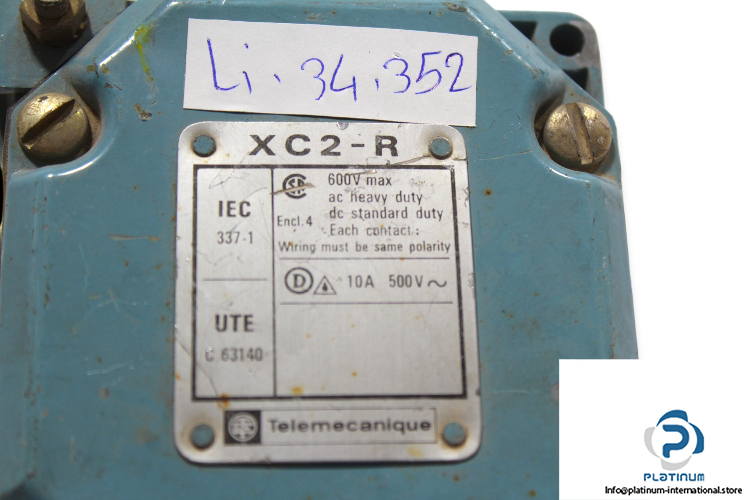 Li. 34.352
XC2-R
IEC
337-1
UTE
C 63140
600V max
ac heavy duty
Encl.4 dc standard duty
Each contact:
Wiring must be same polarity
D 10A 500V~
Telemecanique
PLATINUM
Info@platinum-international.store